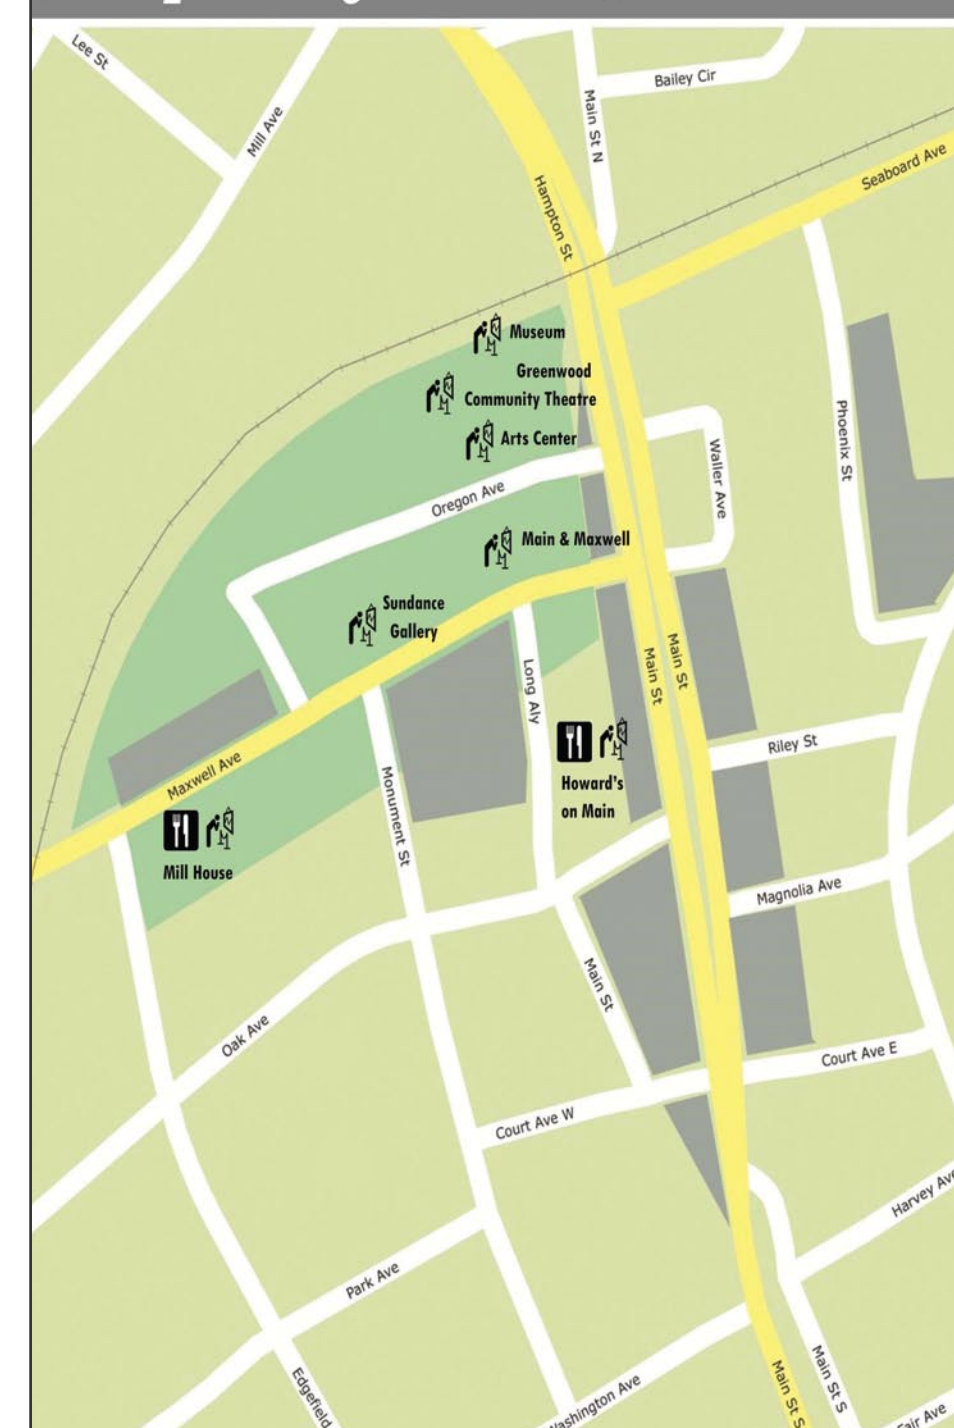 Lee St
Mill Ave
Main St N
Bailey Cir
Seaboard Ave
Hampton St
Museum
Greenwood
Community Theatre
Arts Center
Phoenix St
Waller Ave
Oregon Ave
Main & Maxwell
Sundance
Gallery
Long Aly
Main St
Main St
Riley St
Maxwell Ave
Howard's
on Main
Monument St
Mill House
Magnolia Ave
Main St
Oak Ave
Court Ave E
Court Ave W
Harvey Ave
Park Ave
Edgefield
Washington Ave
Main St S
Main St S
air Ave